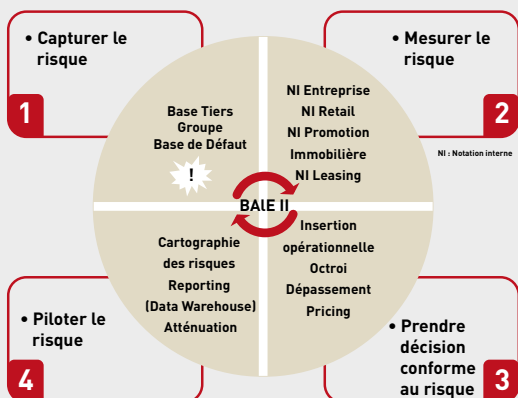 • Capturer le
risque
1
• Mesurer le
risque
2
NI : Notation interne
Base Tiers
Groupe
Base de Défaut
!
NI Entreprise
NI Retail
NI Promotion
Immobilière
NI Leasing
BAIE II
Cartographie
des risques
Reporting
(Data Warehouse)
Atténuation
Insertion
opérationnelle
Octroi
Dépassement
Pricing
• Piloter le
risque
4
• Prendre
décision
conforme
au risque
3